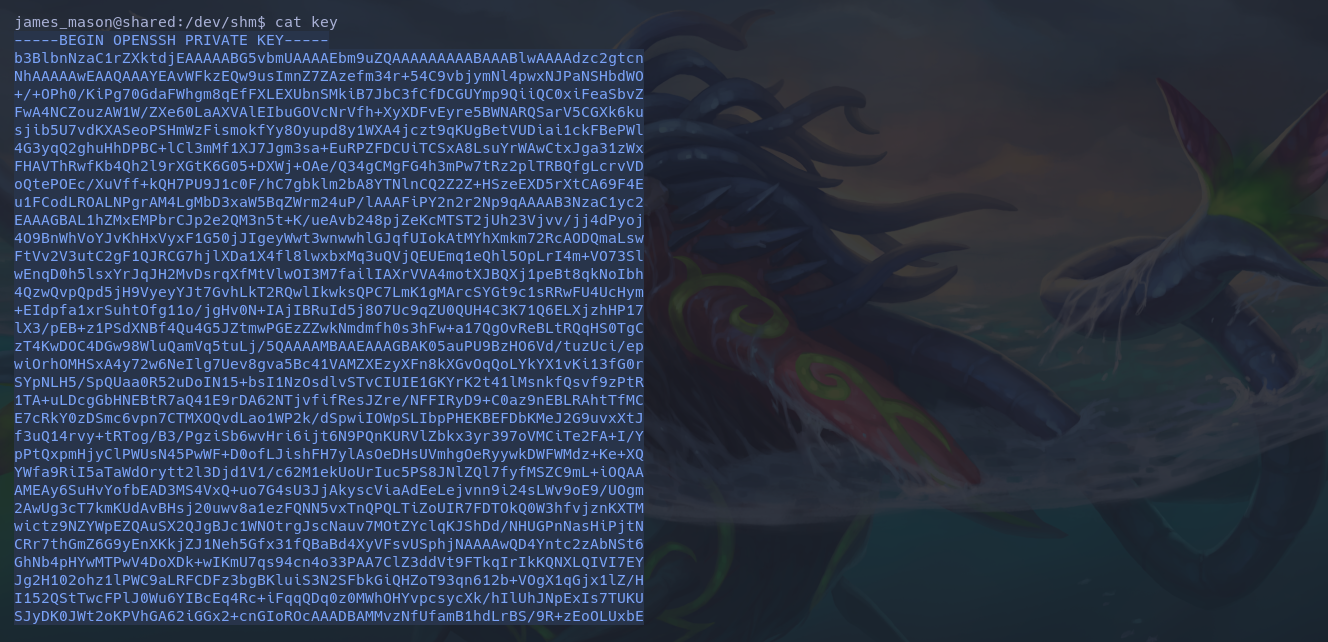 james_mason@shared:/dev/shm$ cat key
-----BEGIN OPENSSH PRIVATE KEY-----
b3BlbnNzaC1rZXktdjEAAAAABG5vbmUAAAAEbm9uZQAAAAAAAAABAAABlwAAAAdzc2gtcn
NhAAAAAwEAAQAAAYEAvWFkzEQw9usImnZ7ZAzefm34r+54C9vbjymNl4pwxNJPaNSHbdWO
+/+OPh0/KiPg70GdaFWhgm8qEfFXLEXUbnSMkiB7JbC3fCfDCGUYmp9QiiQC0xiFeaSbvZ
FwA4NCZouzAW1W/ZXe60LaAXVAlEIbuGOVcNrVfh+XyXDFvEyre5BWNARQSarV5CGXk6ku
sjib5U7vdKXASeoPSHmWzFismokfYy8Oyupd8y1WXA4jczt9qKUgBetVUDiai1ckFBePWl
4G3yqQ2ghuHhDPBC+lCl3mMf1XJ7Jgm3sa+EuRPZFDCUiTCSxA8LsuYrWAwCtxJga31zWx
FHAVThRwfKb4Qh2l9rXGtK6G05+DXWj+OAe/Q34gCMgFG4h3mPw7tRz2plTRBQfgLcrvVD
oQtePOEc/XuVff+kQH7PU9J1c0F/hC7gbklm2bA8YTNlnCQ2Z2Z+HSzeEXD5rXtCA69F4E
u1FCodLROALNPgrAM4LgMbD3xaW5BqZWrm24uP/lAAAFiPY2n2r2Np9qAAAAB3NzaC1yc2
EAAAGBAL1hZMxEMPbrCJp2e2QM3n5t+K/ueAvb248pjZeKcMTST2jUh23Vjvv/jj4dPyoj
4O9BnWhVoYJvKhHxVyxF1G50jJIgeyWwt3wnwwhlGJqfUIokAtMYhXmkm72RcAODQmaLsw
FtVv2V3utC2gF1QJRCG7hjlXDa1X4fl8lwxbxMq3uQVjQEUEmq1eQhl5OpLrI4m+VO73Sl
wEnqD0h5lsxYrJqJH2MvDsrqXfMtVlwOI3M7failIAXrVVA4motXJBQXj1peBt8qkNoIbh
4QzwQvpQpd5jH9VyeyYJt7GvhLkT2RQwlIkwksQPC7LmK1gMArcSYGt9c1sRRwFU4UcHym
+EIdpfa1xrSuhtOfg11o/jgHv0N+IAjIBRuId5j8O7Uc9qZU0QUH4C3K71Q6ELXjzhHP17
lX3/pEB+z1PSdXNBf4Qu4G5JZtmwPGEzZZwkNmdmfh0s3hFw+a17QgOvReBLtRQqHS0TgC
zT4KwDOC4DGw98WluQamVq5tuLj/5QAAAAMBAAEAAAGBAK05auPU9BzHO6Vd/tuzUci/ep
wiOrhOMHSxA4y72w6NeIlg7Uev8gva5Bc41VAMZXEzyXFn8kXGvOqQoLYkYX1vKi13fG0r
SYpNLH5/SpQUaa0R52uDoIN15+bsI1NzOsdlvSTvCIUIE1GKYrK2t41lMsnkfQsvf9zPtR
1TA+uLDcgGbHNEBtR7aQ41E9rDA62NTjvfifResJZre/NFFIRyD9+C0az9nEBLRAhtTfMC
E7cRkY0zDSmc6vpn7CTMXOQvdLao1WP2k/dSpwiIOWpSLIbpPHEKBEFDbKMeJ2G9uvxXtJ
f3uQ14rvy+tRTog/B3/PgziSb6wvHri6ijt6N9PQnKURVlZbkx3yr397oVMCiTe2FA+I/Y
pPtQxpmHjyClPWUsN45PwWF+D0ofLJishFH7ylAsOeDHsUVmhgOeRyywkDWFWMdz+Ke+XQ
YWfa9RiI5aTaWdOrytt2l3Djd1V1/c62M1ekUoUrIuc5PS8JNlZQl7fyfMSZC9mL+iOQAA
AMEAy6SuHvYofbEAD3MS4VxQ+uo7G4sU3JjAkyscViaAdEeLejvnn9i24sLWv9oE9/UOgm
2AwUg3cT7kmKUdAvBHsj20uwv8a1ezFQNN5vxTnQPQLTiZoUIR7FDTOkQ0W3hfvjznKXTM
wictz9NZYWpEZQAuSX2QJgBJc1WNOtrgJscNauv7MOtZYclqKJShDd/NHUGPnNasHiPjtN
CRr7thGmZ6G9yEnXKkjZJ1Neh5Gfx31fQBaBd4XyVFsvUSphjNAAAAwQD4Yntc2zAbNSt6
GhNb4pHYwMTPwV4DoXDk+wIKmU7qs94cn4o33PAA7ClZ3ddVt9FTkqIrIkKQNXLQIVI7EY
Jg2H102ohz1lPWC9aLRFCDFz3bgBKluiS3N2SFbkGiQHZoT93qn612b+VOgX1qGjx1lZ/H
I152QStTwcFPlJ0Wu6YIBcEq4Rc+iFqqQDq0z0MWhOHYvpcsycXk/hIlUhJNpExIs7TUKU
SJyDK0JWt2oKPVhGA62iGGx2+cnGIoROcAAADBAMMvzNfUfamB1hdLrBS/9R+zEoOLUxbE